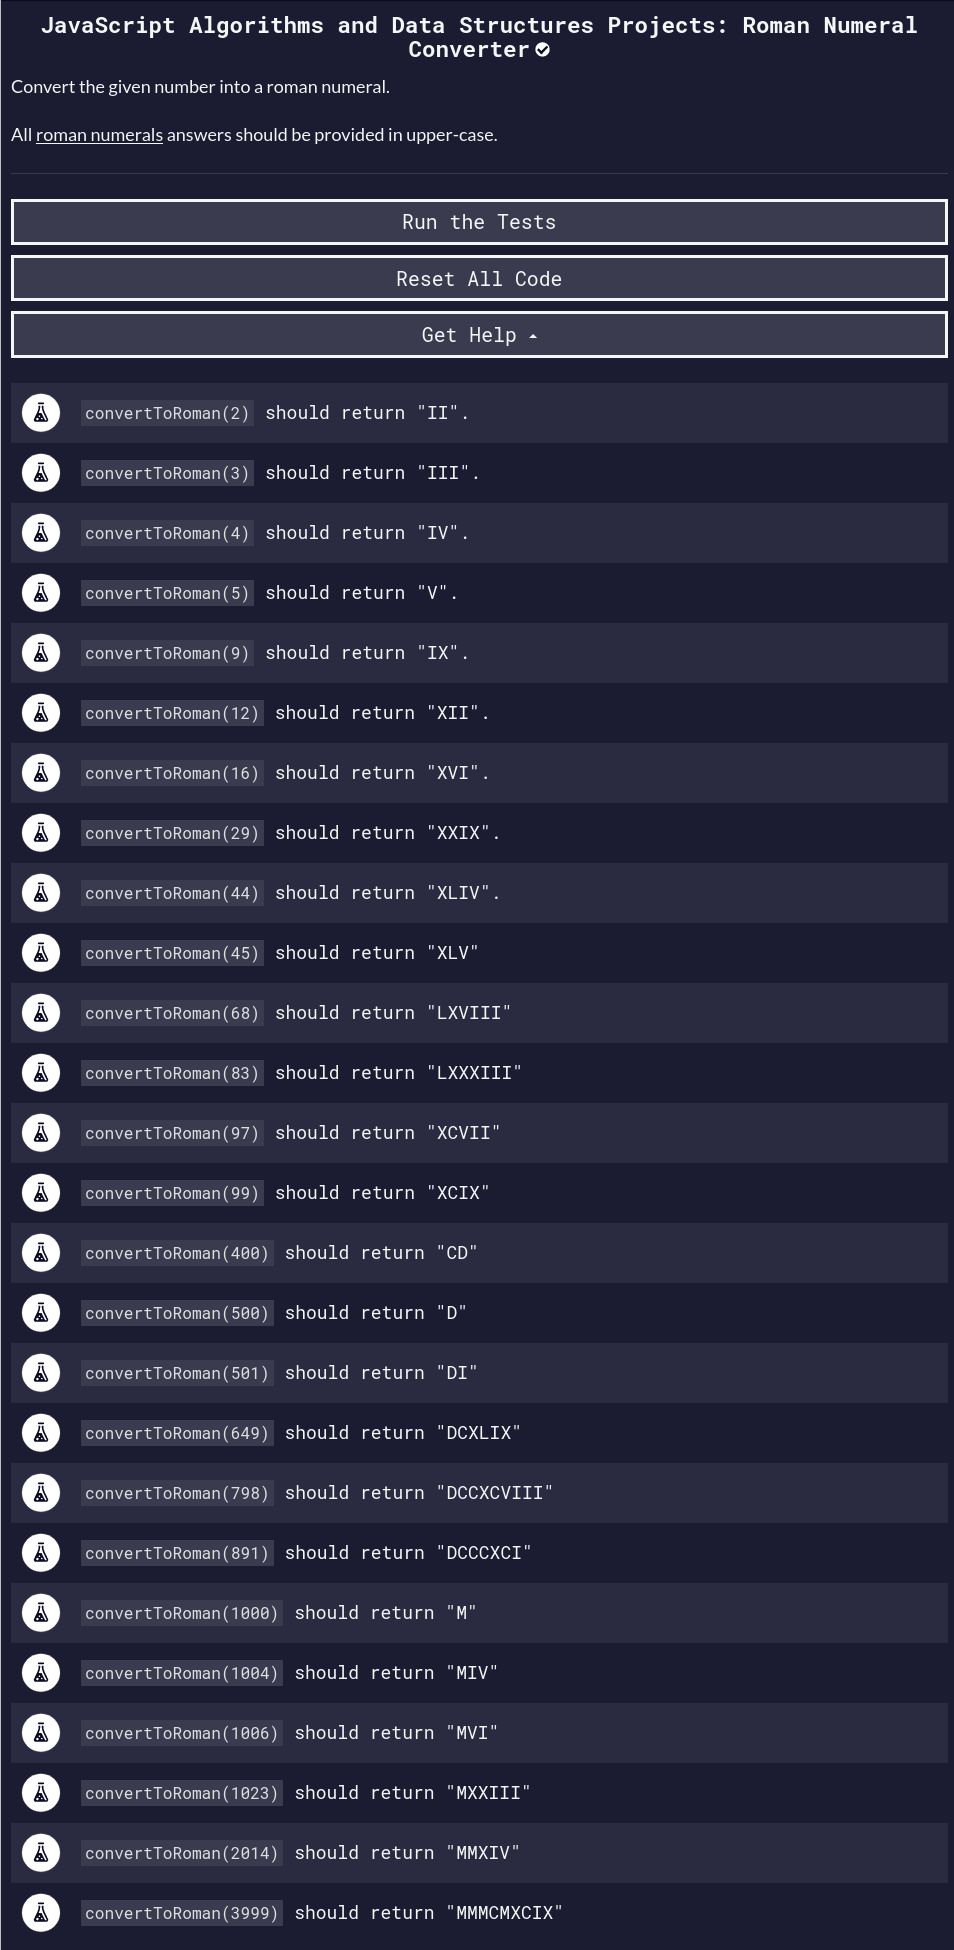 JavaScript Algorithms and Data Structures Projects: Roman Numeral
Converter
Convert the given number into a roman numeral.
All roman numerals answers should be provided in upper-case.
Run the Tests
Reset All Code
Get Help
convertToRoman(2) should return "II".
convertToRoman(3) should return "III".
convertToRoman(4) should return "IV".
convertToRoman(5) should return "V".
convertToRoman(9) should return "IX".
convertToRoman(12) should return "XII".
convertToRoman(16) should return "XVI".
convertToRoman(29) should return "XXIX".
convertToRoman(44) should return "XLIV".
convertToRoman(45) should return "XLV"
convertToRoman(68) should return "LXVIII"
convertToRoman(83) should return "LXXXIII"
convertToRoman(97) should return "XCVII"
convertToRoman(99) should return "XCIX"
convertToRoman(400) should return "CD"
convertToRoman(500) should return "D"
convertToRoman(501) should return "DI"
convertToRoman(649) should return "DCXLIX"
convertToRoman(798) should return "DCCXCVIII"
convertToRoman(891) should return "DCCCXCI"
convertToRoman(1000) should return "M"
convertToRoman(1004) should return "MIV"
convertToRoman(1006) should return "MVI"
convertToRoman(1023) should return "MXXIII"
convertToRoman(2014) should return "MMXIV"
convertToRoman(3999) should return "MMMCMXCIX"